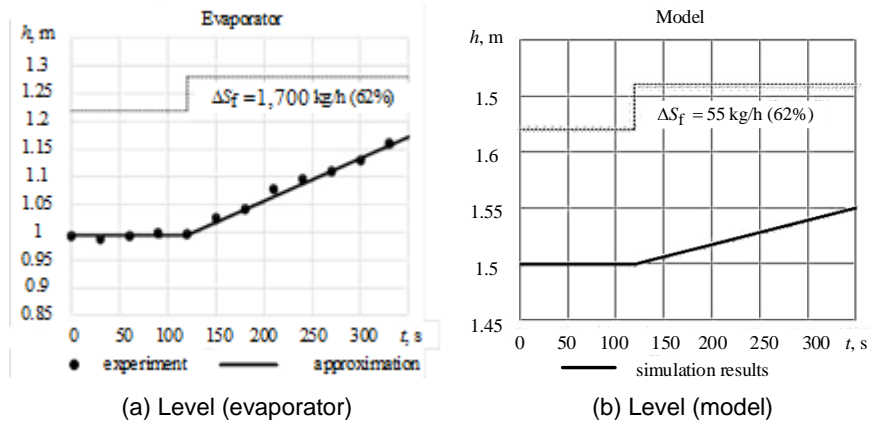 Evaporator
h, m
1.3
1.25
1.2
1.15
1.1
1.05
1
0.95
0.9
0.85
ΔSf = 1,700 kg/h (62%)
0 50 100 150 200 250 300 t, s
experiment approximation
(a) Level (evaporator)
Model
h, m
1.5
1.6
1.55
1.5
1.45
ΔSf = 55 kg/h (62%)
0 50 100 150 200 250 300 t, s
simulation results
(b) Level (model)